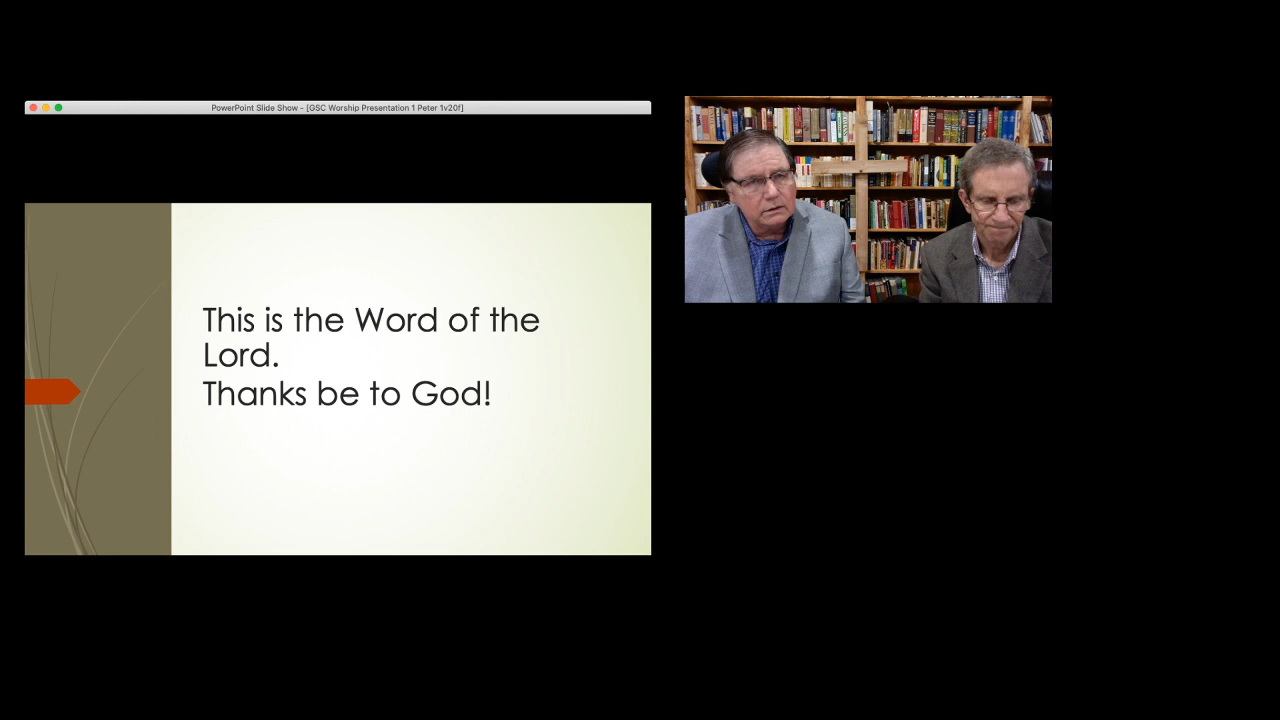 PowerPoint Slide Show - [GSC Worship Presentation 1 Peter 1v20f]
This is the Word of the
Lord.
Thanks be to God!